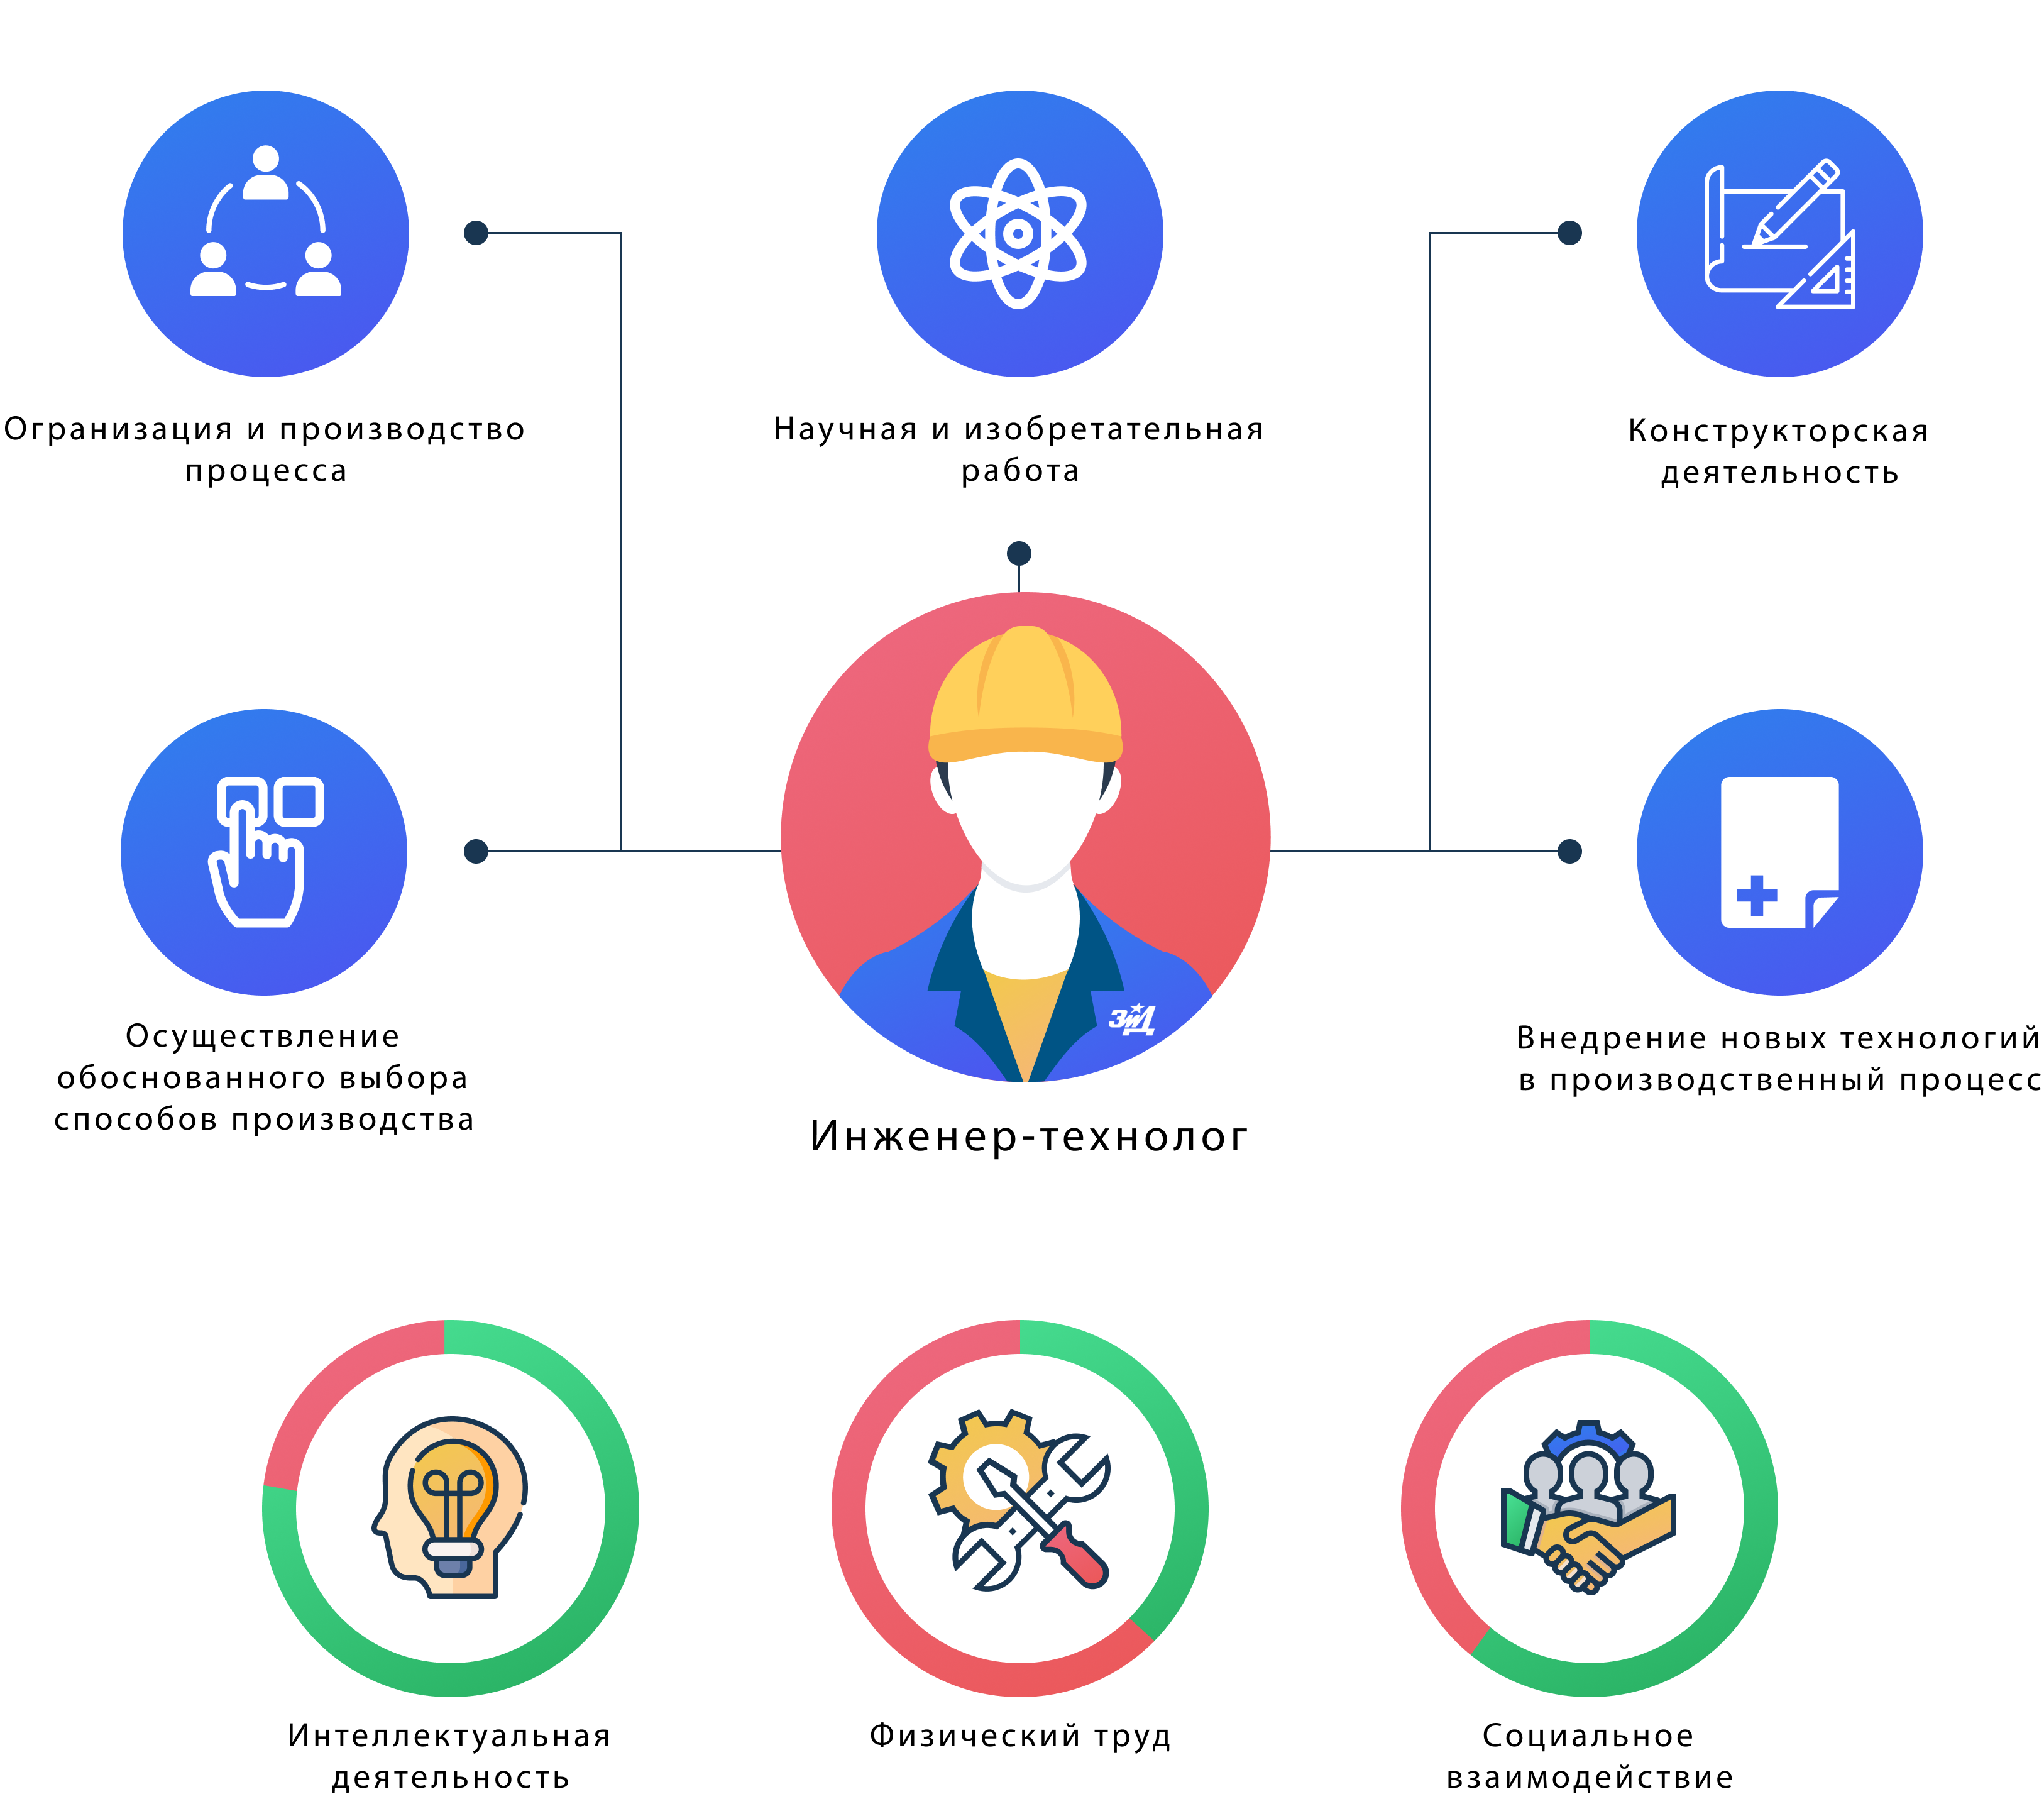 Огранизация и производство
процесса
Научная и изобретательная
работа
Конструкторская
деятельность
Осуществление
обоснованного выбора
способов производства
ЗиД
Инженер-технолог
Внедрение новых технологий
в производственный процесс
Интеллектуальная
деятельность
Физический труд
Социальное
взаимодействие